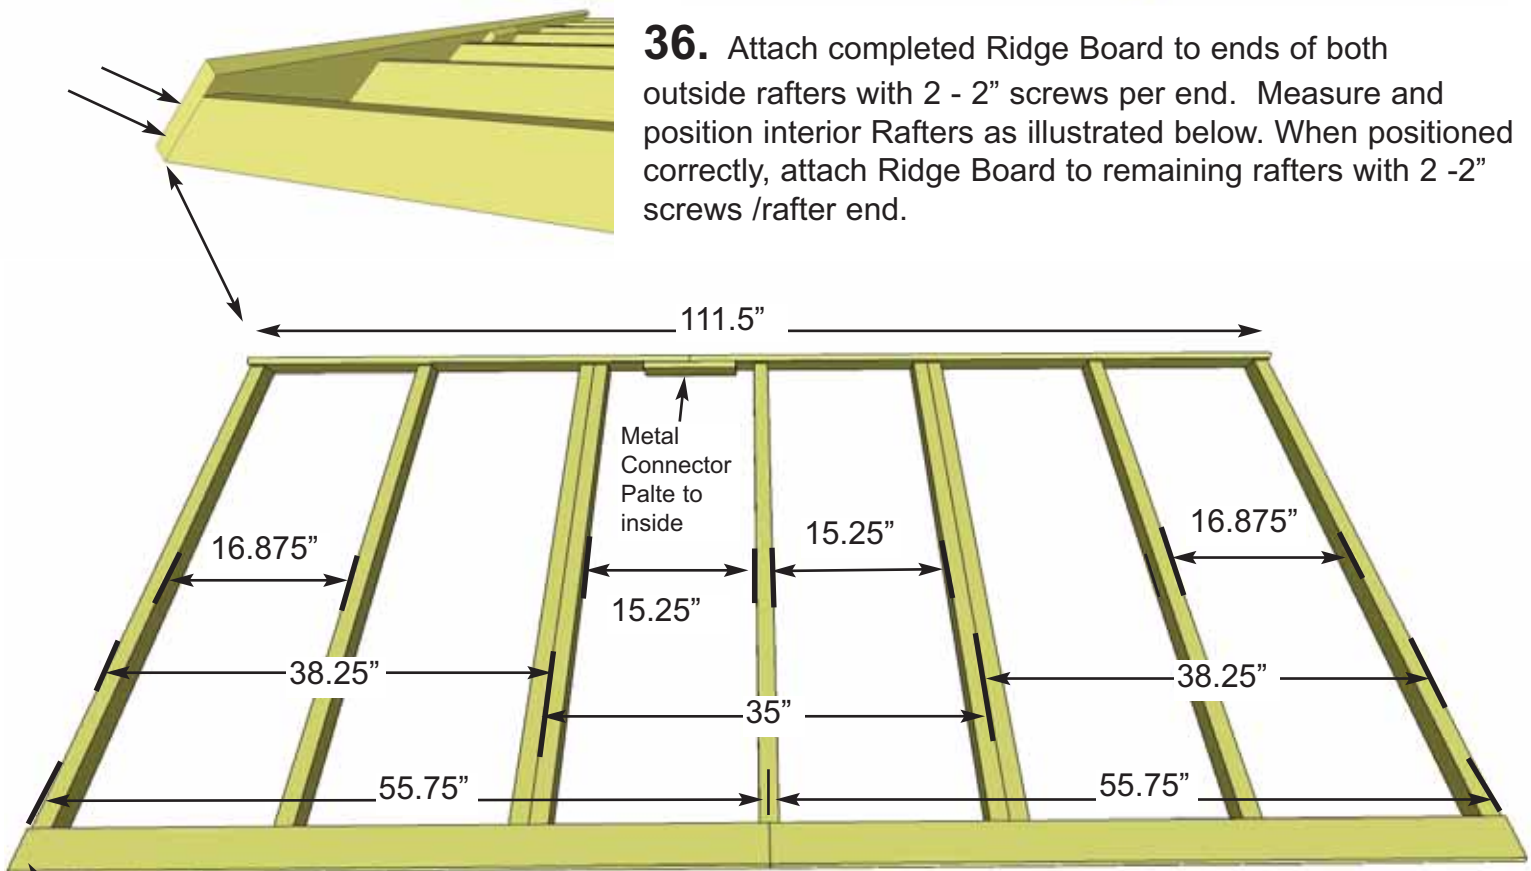 36. Attach completed Ridge Board to ends of both
outside rafters with 2 - 2” screws per end. Measure and
position interior Rafters as illustrated below. When positioned
correctly, attach Ridge Board to remaining rafters with 2 -2”
screws /rafter end.
111.5”
Metal
Connector
Palte to
inside
16.875”
15.25”
15.25”
16.875”
38.25”
35”
38.25”
55.75”
55.75”